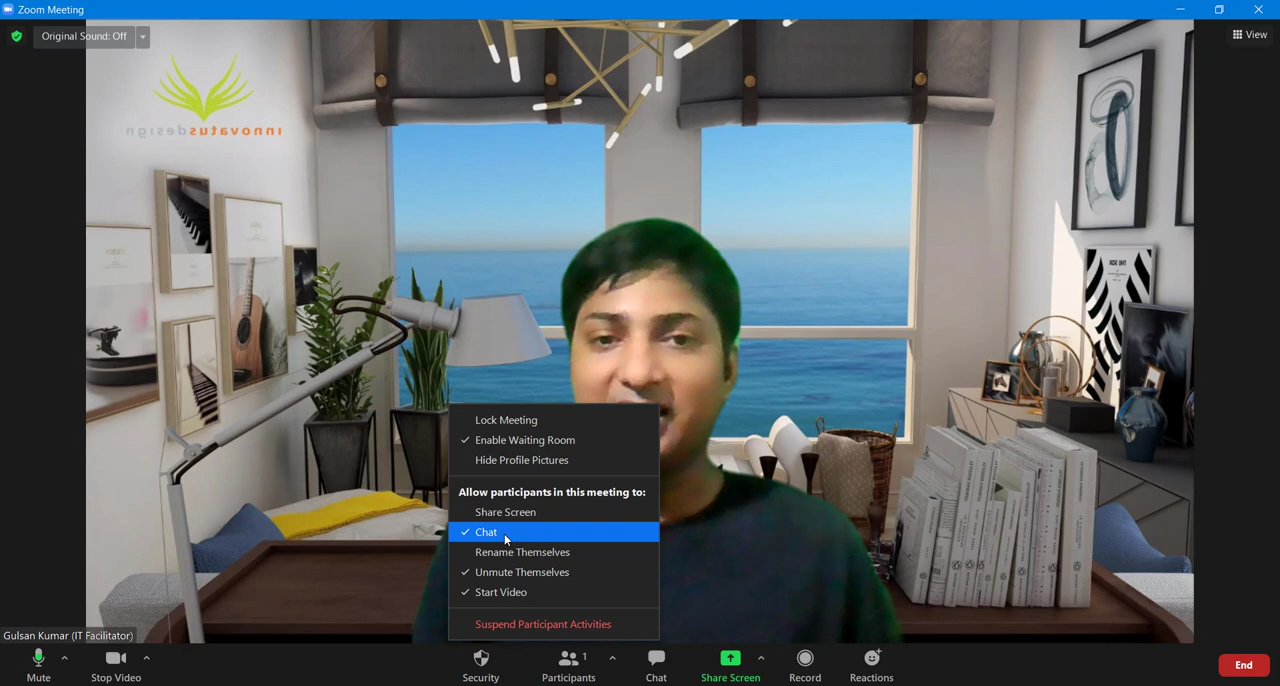 Zoom Meeting
Original Sound: Off
View
innovatusdesign
ROIE BHY
Lock Meeting
Enable Waiting Room
Hide Profile Pictures
Allow participants in this meeting to:
Share Screen
Chat
Rename Themselves
Unmute Themselves
Start Video
Suspend Participant Activities
Gulsan Kumar (IT Facilitator)
Mute
Stop Video
Security
Participants
1
Chat
Share Screen
Record
Reactions
End